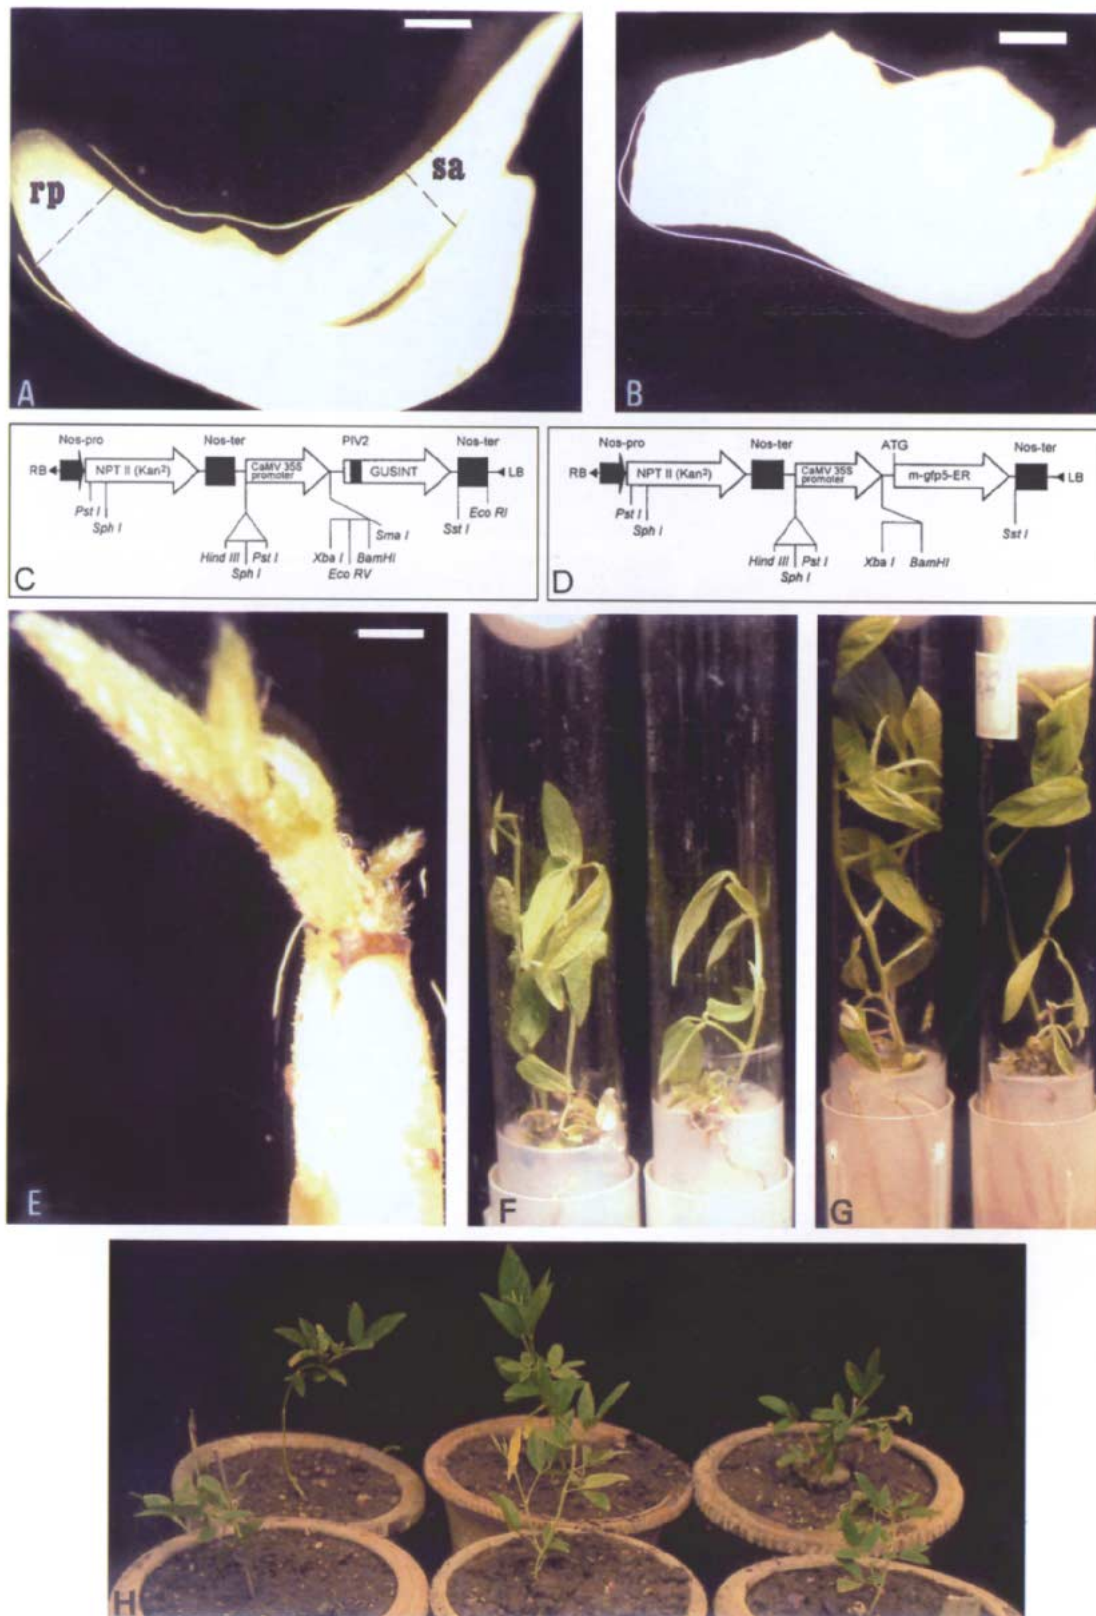 rp
sa
A
B
Nos-pro
Nos-ter
PIV2
Nos-ter
RB
NPT II (Kan²)
CaMV 35S promoter
GUSINT
LB
Pst I
Sph I
Hind III
Pst I
Sph I
Xba I
BamHI
Eco RV
Sma I
Sst I
Eco RI
C
Nos-pro
Nos-ter
ATG
Nos-ter
RB
NPT II (Kan²)
CaMV 35S promoter
m-gfp5-ER
LB
Pst I
Sph I
Hind III
Pst I
Sph I
Xba I
BamHI
Sst I
D
E
F
G
H